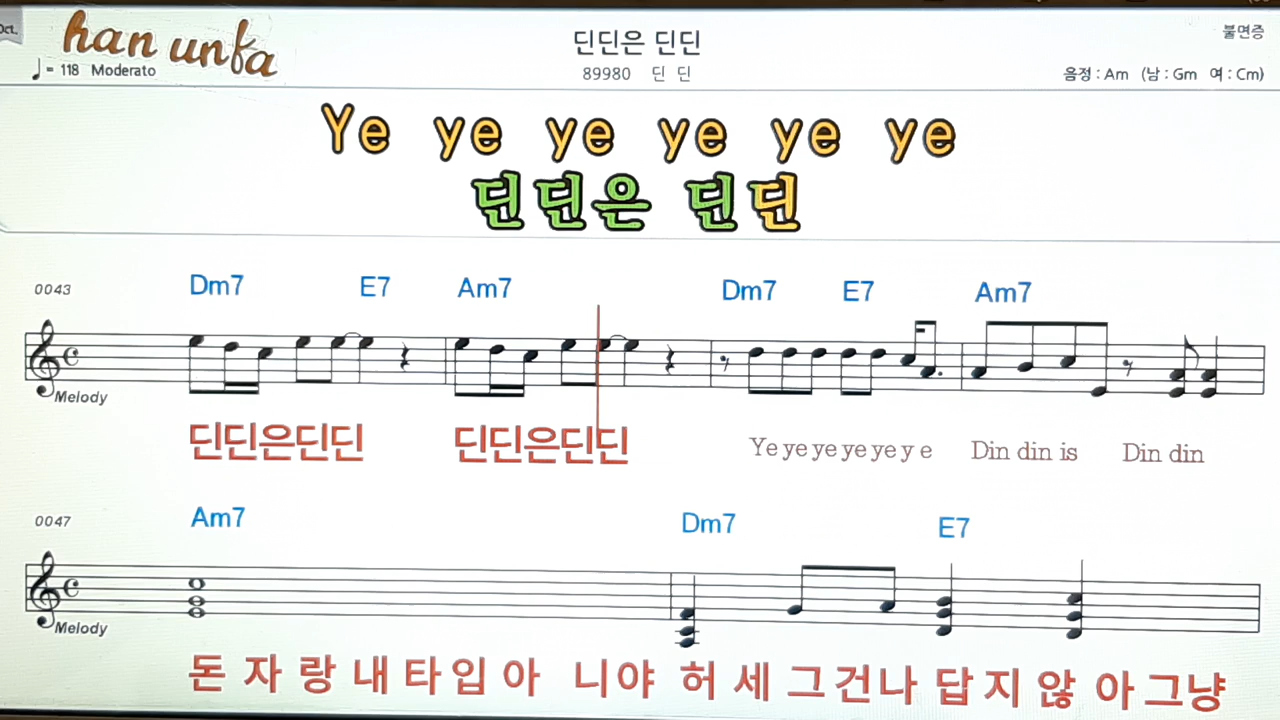 Oct.
han unfa
♩= 118 Moderato
딘딘은 딘딘
89980 딘 딘
불면증
음정 : Am (남 : Gm 여 : Cm)
Ye ye ye ye ye ye
딘딘은 딘딘
0043 Dm7 E7 Am7 Dm7 E7 Am7
Melody
딘딘은딘딘 딘딘은딘딘 Ye ye ye ye ye y e Din din is Din din
0047 Am7 Dm7 E7
Melody
돈 자 랑 내 타 입 아 니 야 허 세 그 건 나 답 지 않 아 그 냥